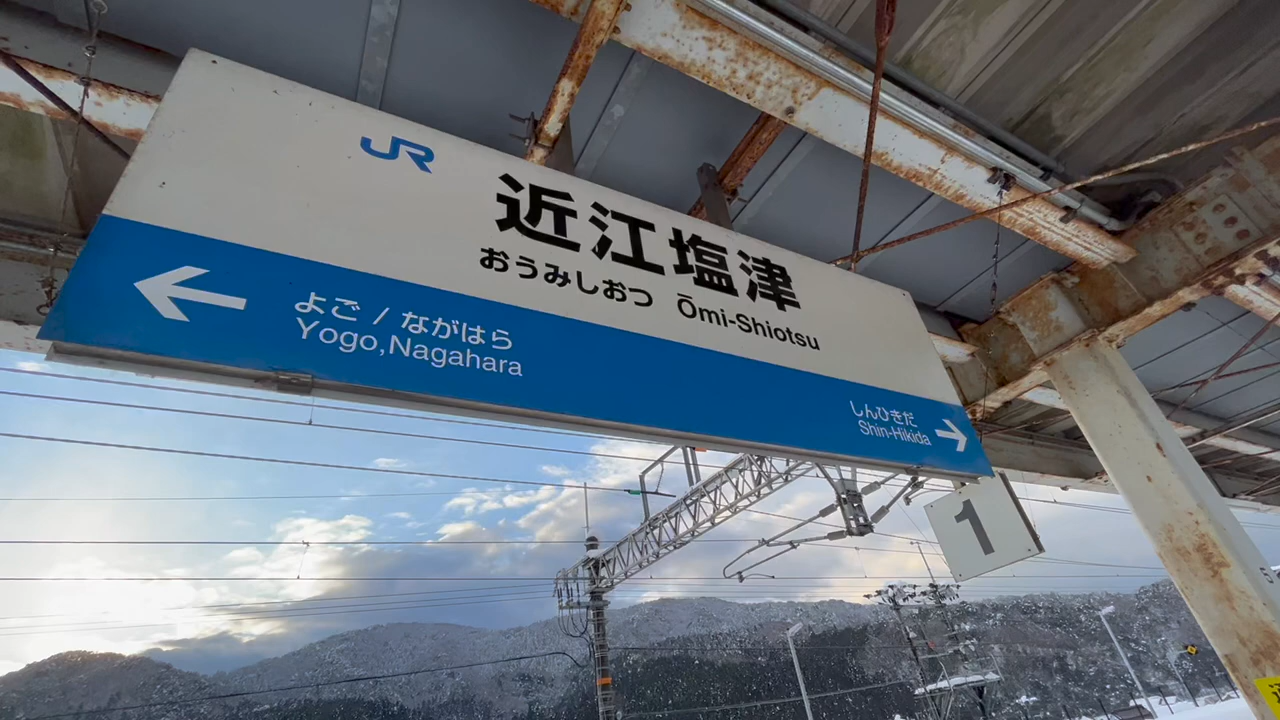 JR
近江塩津
おうみしおつ Ōmi-Shiotsu
よご / ながはら
Yogo,Nagahara
しんひきだ
Shin-Hikida
1